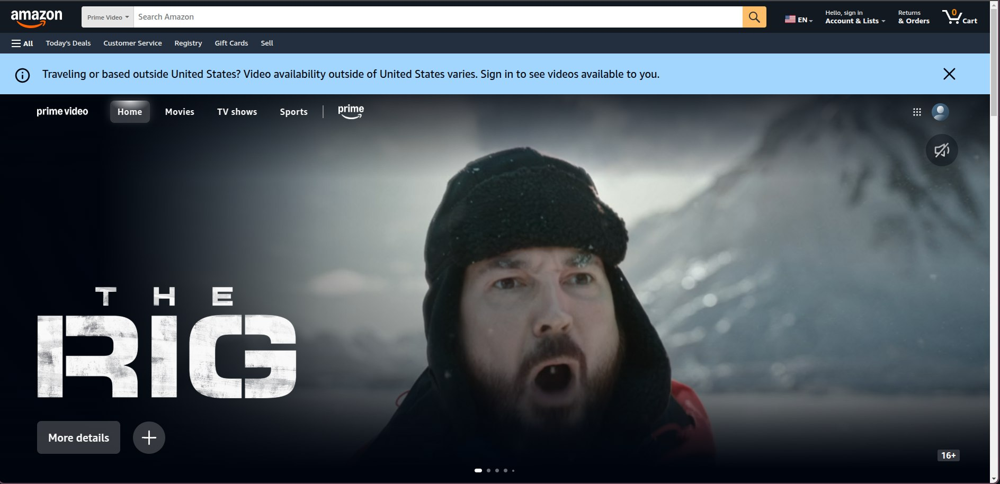 amazon
Prime Video
Search Amazon
EN
Hello, sign in
Account & Lists
Returns
& Orders
0
Cart
All
Today's Deals
Customer Service
Registry
Gift Cards
Sell
Traveling or based outside United States? Video availability outside of United States varies. Sign in to see videos available to you.
prime video
Home
Movies
TV shows
Sports
prime
THE
RIG
More details
16+